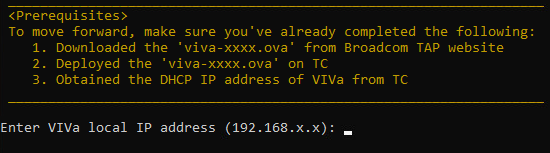 <Prerequisites>
To move forward, make sure you've already completed the following:
1. Downloaded the 'viva-xxxx.ova' from Broadcom TAP website
2. Deployed the 'viva-xxxx.ova' on TC
3. Obtained the DHCP IP address of VIVa from TC
Enter VIVa local IP address (192.168.x.x):